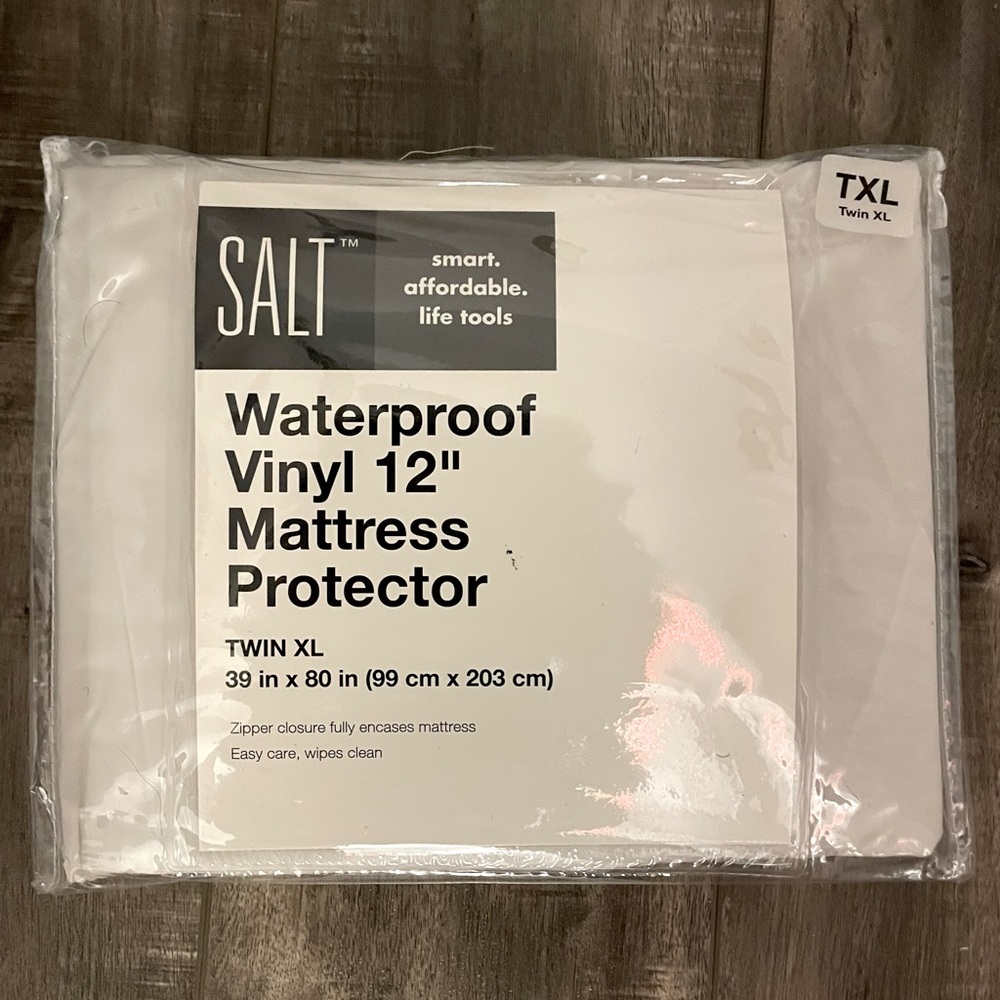 TXL
Twin XL
SALT™
smart.
affordable.
life tools
Waterproof
Vinyl 12"
Mattress
Protector
TWIN XL
39 in x 80 in (99 cm x 203 cm)
Zipper closure fully encases mattress
Easy care, wipes clean